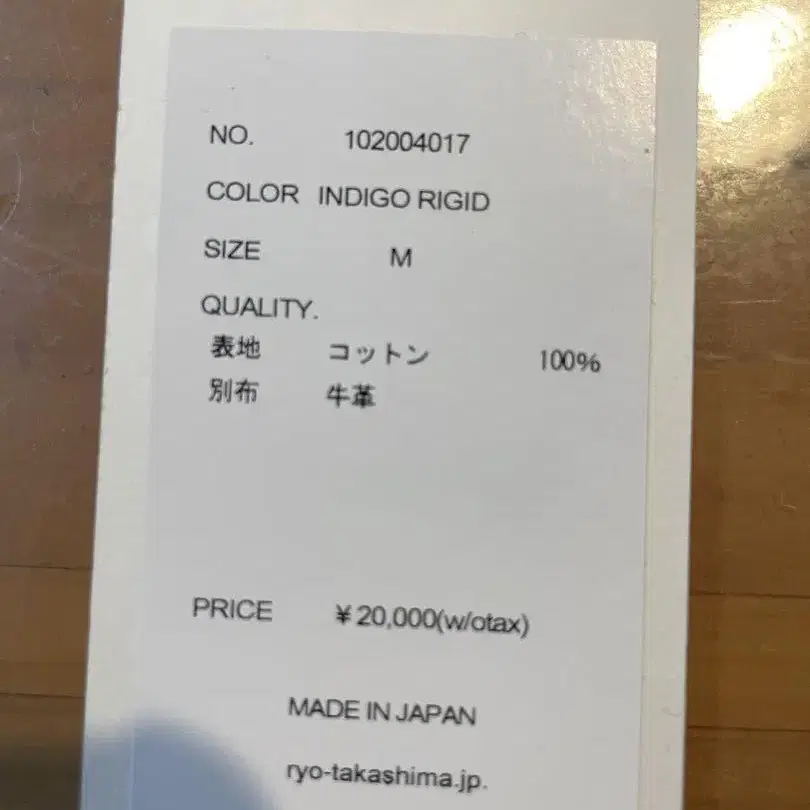 NO. 102004017
COLOR INDIGO RIGID
SIZE M
QUALITY.
表地 コットン 100%
別布 牛革
PRICE ¥20,000(w/otax)
MADE IN JAPAN
ryo-takashima.jp.